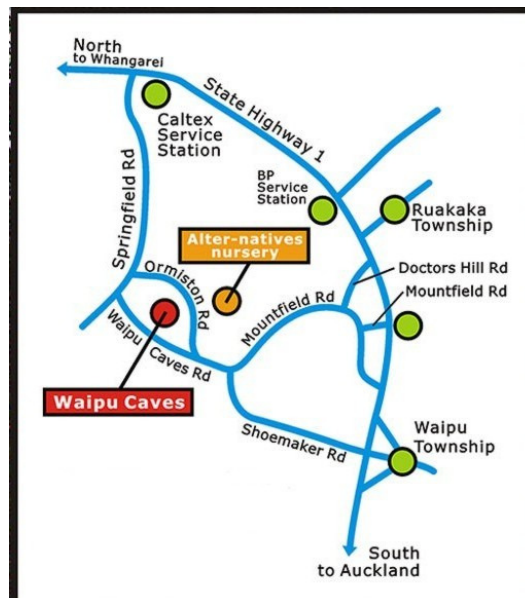 North
to Whangarei
State Highway 1
Caltex
Service
Station
BP
Service
Station
Springfield Rd
Ruakaka
Township
Alter-natives
nursery
Ormiston Rd
Doctors Hill Rd
Mountfield Rd
Mountfield Rd
Waipu Caves Rd
Waipu Caves
Shoemaker Rd
Waipu
Township
South
to Auckland